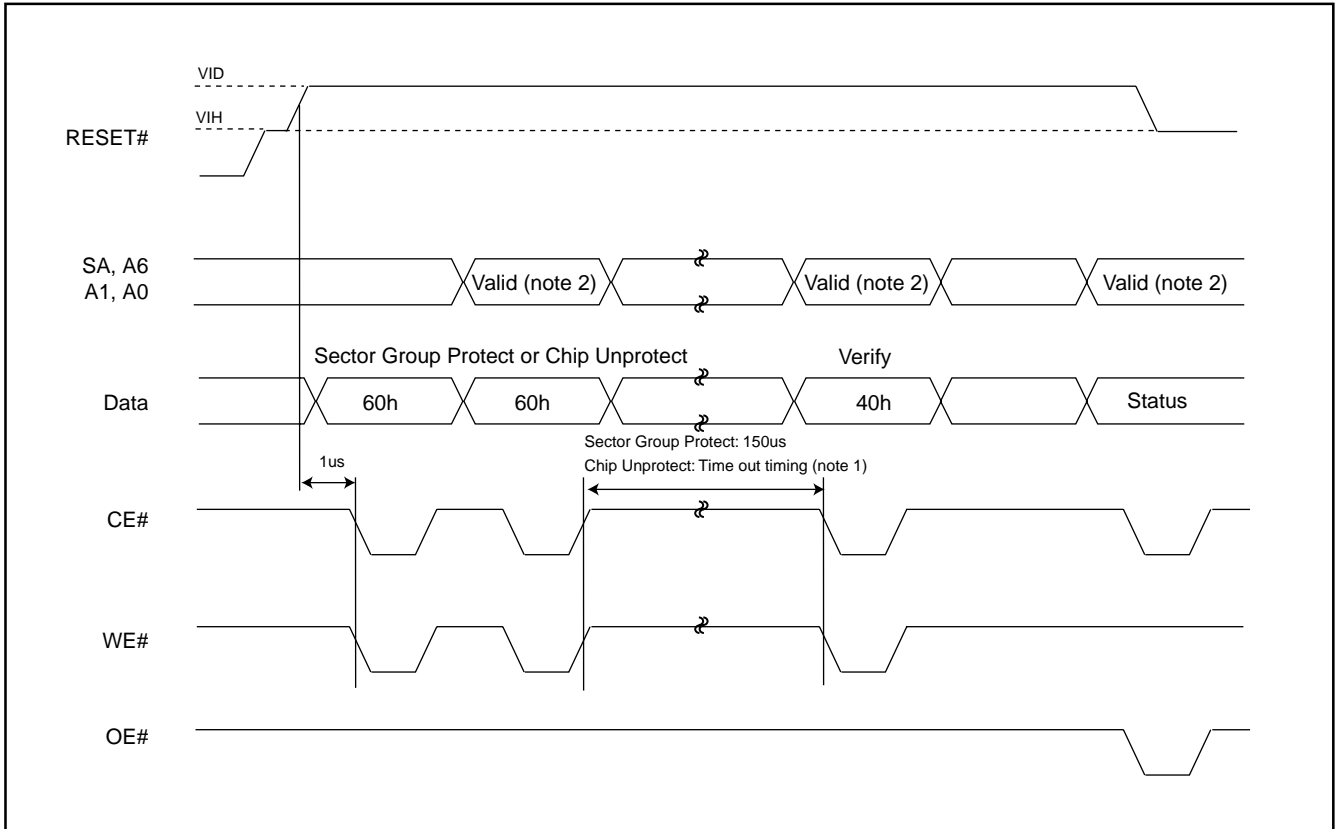 VID
VIH
RESET#
SA, A6
A1, A0
Valid (note 2)
Valid (note 2)
Valid (note 2)
Sector Group Protect or Chip Unprotect
Verify
Data
60h
60h
40h
Status
Sector Group Protect: 150us
Chip Unprotect: Time out timing (note 1)
1us
CE#
WE#
OE#